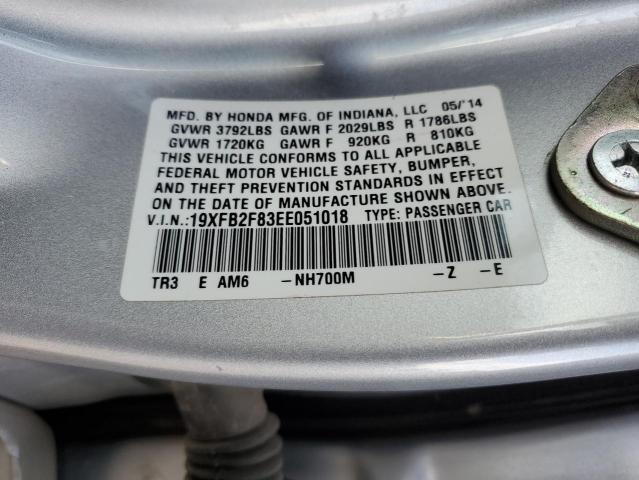 MFD. BY HONDA MFG. OF INDIANA, LLC 05/'14
GVWR 3792LBS GAWR F 2029LBS R 1786LBS
GVWR 1720KG GAWR F 920KG R 810KG
THIS VEHICLE CONFORMS TO ALL APPLICABLE
FEDERAL MOTOR VEHICLE SAFETY, BUMPER,
AND THEFT PREVENTION STANDARDS IN EFFECT
ON THE DATE OF MANUFACTURE SHOWN ABOVE.
V.I.N.:19XFB2F83EE051018 TYPE: PASSENGER CAR
TR3 E AM6 -NH700M -Z -E